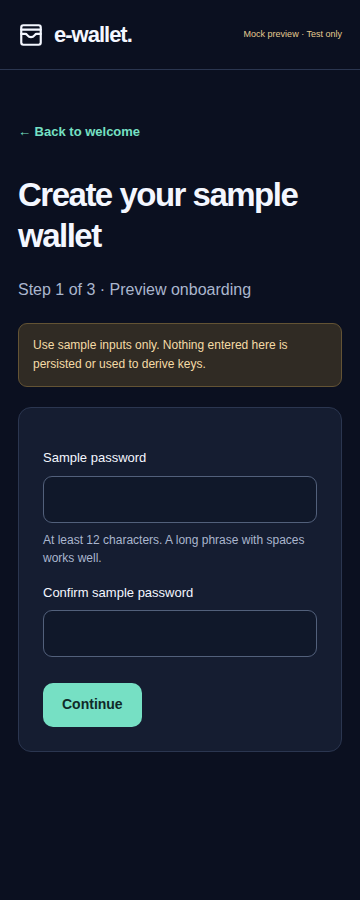 e-wallet.
Mock preview · Test only
← Back to welcome
Create your sample
wallet
Step 1 of 3 · Preview onboarding
Use sample inputs only. Nothing entered here is
persisted or used to derive keys.
Sample password
At least 12 characters. A long phrase with spaces
works well.
Confirm sample password
Continue